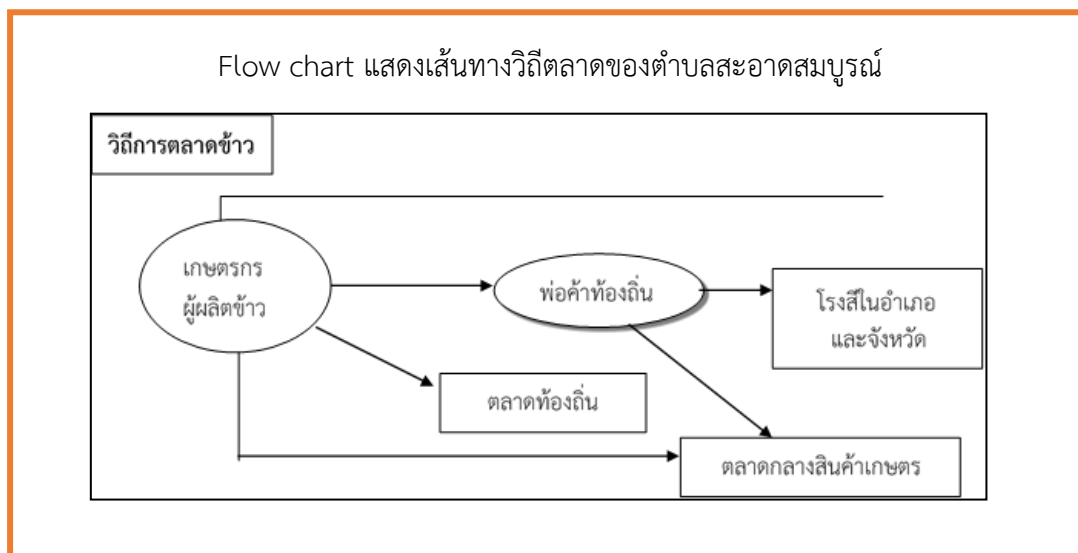 Flow chart แสดงเส้นทางวิถีตลาดของตำบลสะอาดสมบูรณ์
วิถีการตลาดข้าว
เกษตรกร
ผู้ผลิตข้าว
พ่อค้าท้องถิ่น
โรงสีในอำเภอ
และจังหวัด
ตลาดท้องถิ่น
ตลาดกลางสินค้าเกษตร